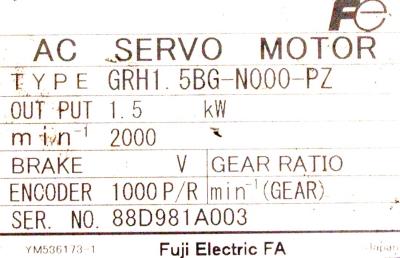 Fe
AC SERVO MOTOR
TYPE GRH1.5BG-N000-PZ
OUT PUT 1.5 kW
min-1 2000
BRAKE V GEAR RATIO
ENCODER 1000P/R min-1(GEAR)
SER. NO. 88D981A003
YM536173-1 Fuji Electric FA Japan